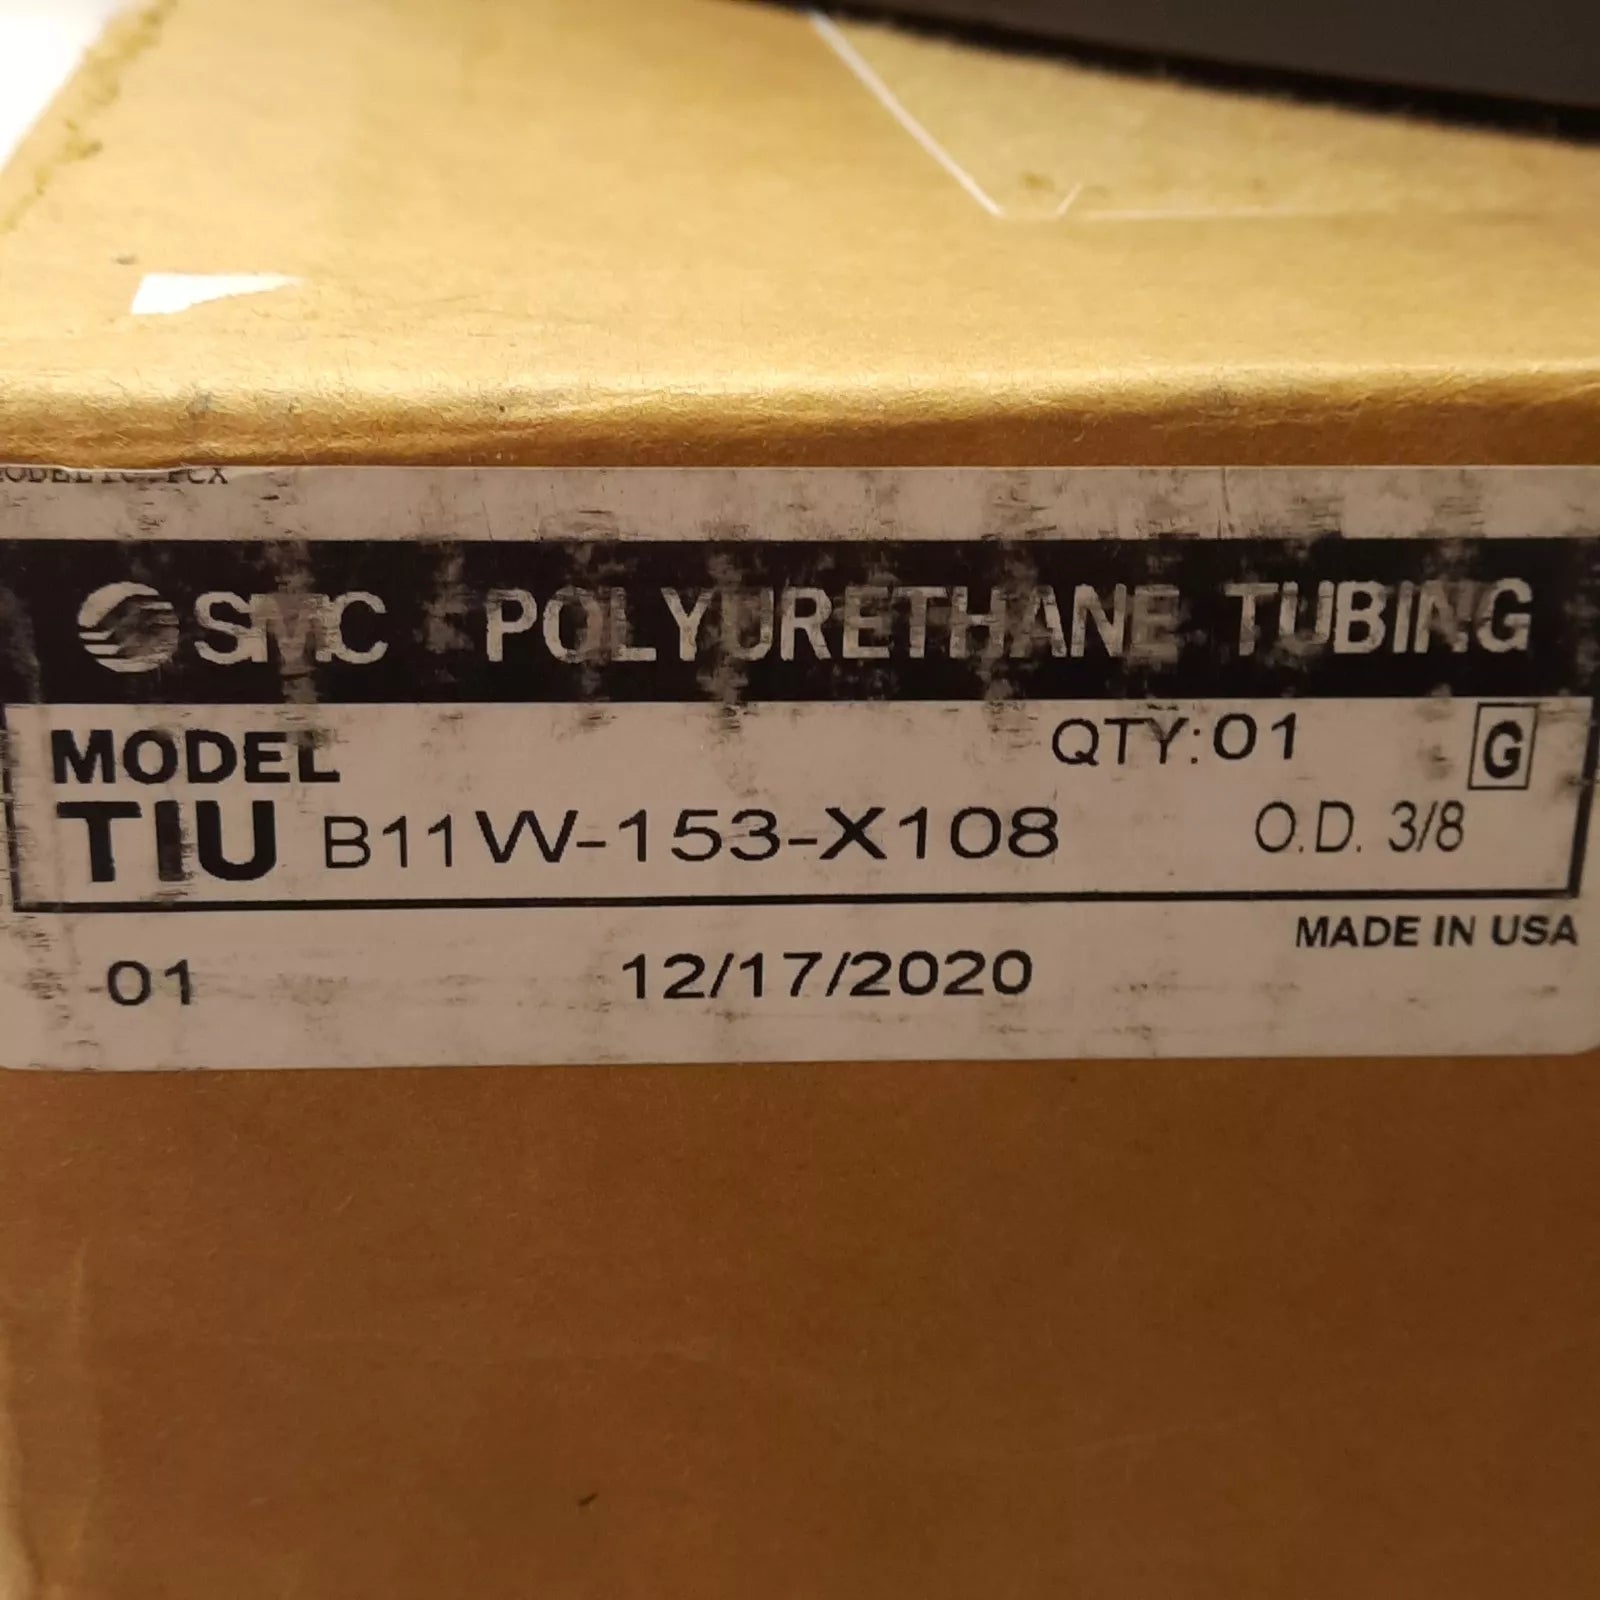 SMC POLYURETHANE TUBING
MODEL QTY:01 G
TIU B11W-153-X108 O.D. 3/8
MADE IN USA
-01 12/17/2020